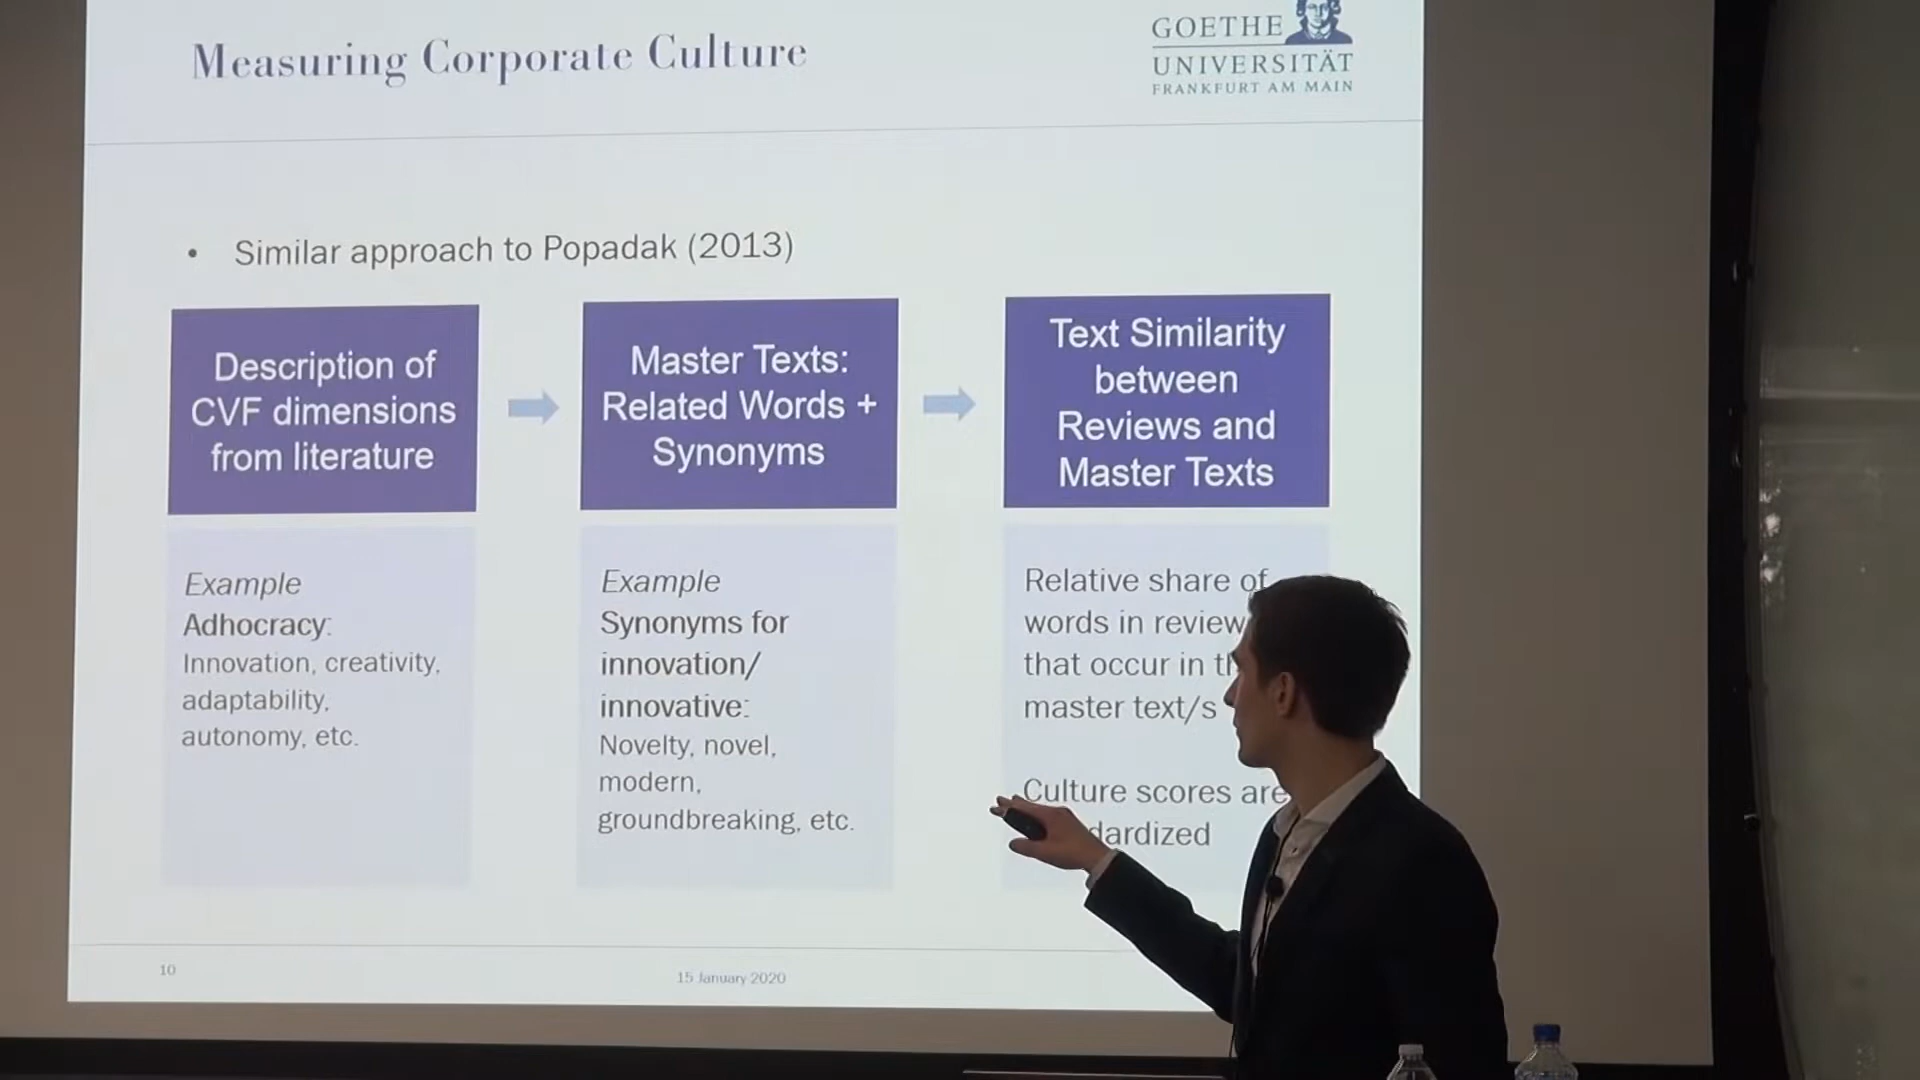 Measuring Corporate Culture
GOETHE
UNIVERSITÄT
FRANKFURT AM MAIN
• Similar approach to Popadak (2013)
Description of
CVF dimensions
from literature
Master Texts:
Related Words +
Synonyms
Text Similarity
between
Reviews and
Master Texts
Example
Adhocracy:
Innovation, creativity,
adaptability,
autonomy, etc.
Example
Synonyms for
innovation/
innovative:
Novelty, novel,
modern,
groundbreaking, etc.
Relative share of
words in review
that occur in
master text/s
Culture scores are
10
15 January 2020